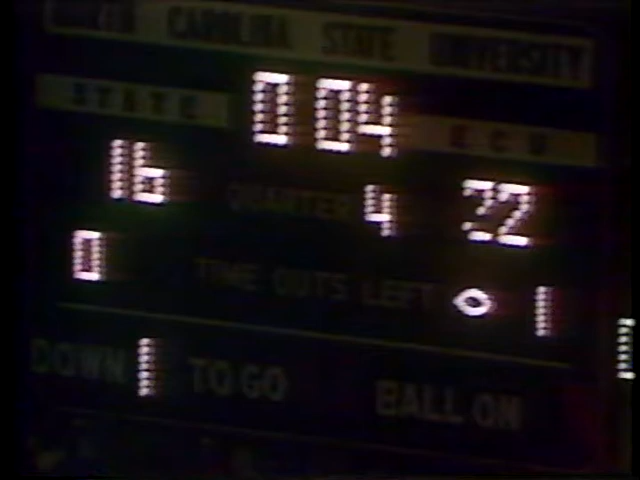 NORTH CAROLINA STATE UNIVERSITY
STATE 0 04 E C U
16 QUARTER 4 22
0 TIME OUTS LEFT 1
DOWN 1 TO GO BALL ON